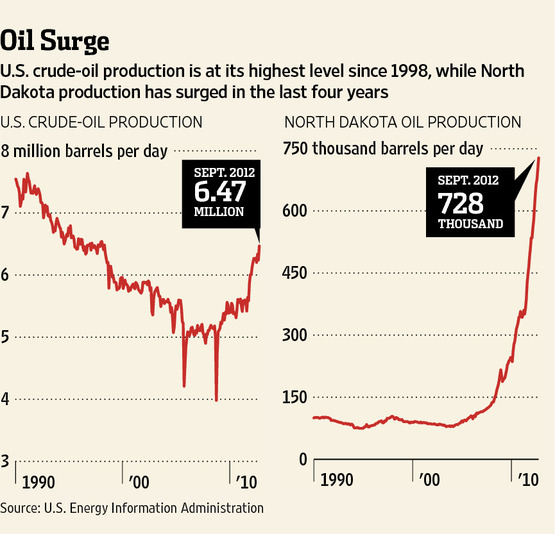 Oil Surge
U.S. crude-oil production is at its highest level since 1998, while North
Dakota production has surged in the last four years
U.S. CRUDE-OIL PRODUCTION
8 million barrels per day
SEPT. 2012
6.47
MILLION
7
6
5
4
3
1990
'00
'10
NORTH DAKOTA OIL PRODUCTION
750 thousand barrels per day
SEPT. 2012
728
THOUSAND
600
450
300
150
0
1990
'00
'10
Source: U.S. Energy Information Administration